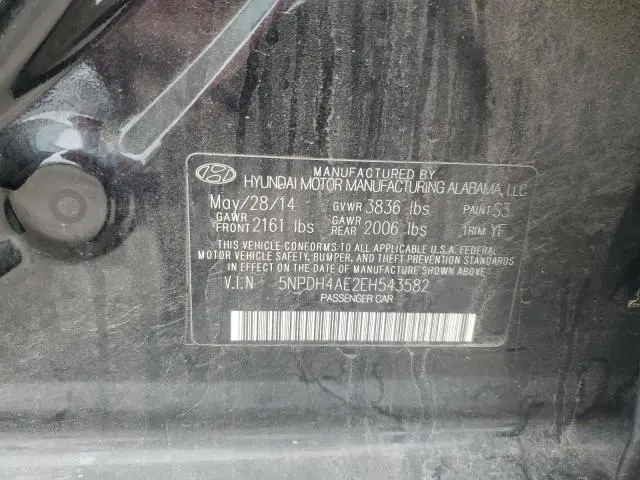 MANUFACTURED BY
HYUNDAI MOTOR MANUFACTURING ALABAMA, LLC
May/28/14 GVWR 3836 lbs PAINT S3
GAWR FRONT 2161 lbs GAWR REAR 2006 lbs TRIM YF
THIS VEHICLE CONFORMS TO ALL APPLICABLE U.S.A. FEDERAL
MOTOR VEHICLE SAFETY, BUMPER, AND THEFT PREVENTION STANDARDS
IN EFFECT ON THE DATE OF MANUFACTURE SHOWN ABOVE.
V.I.N 5NPDH4AE2EH543582
PASSENGER CAR